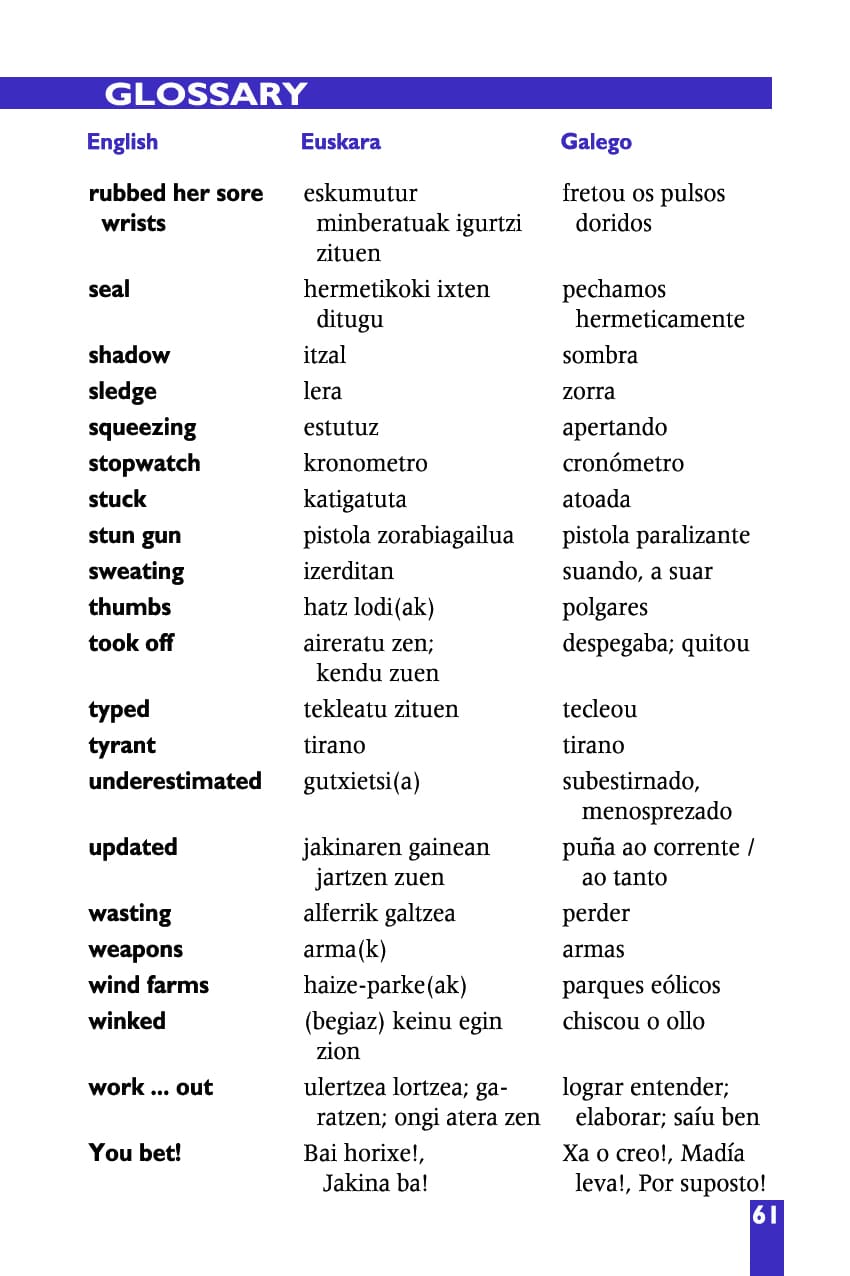 GLOSSARY
English Euskara Galego
rubbed her sore eskumutur fretou os pulsos
wrists minberatuak igurtzi doridos
zituen
seal hermetikoki ixten pechamos
ditugu hermeticamente
shadow itzal sombra
sledge lera zorra
squeezing estutuz apertando
stopwatch kronometro cronómetro
stuck katigatuta atoada
stun gun pistola zorabiagailua pistola paralizante
sweating izerditan suando, a suar
thumbs hatz lodi(ak) polgares
took off aireratu zen; despegaba; quitou
kendu zuen
typed tekleatu zituen tecleou
tyrant tirano tirano
underestimated gutxietsi(a) subestirnado,
menosprezado
updated jakinaren gainean puña ao corrente /
jartzen zuen ao tanto
wasting alferrik galtzea perder
weapons arma(k) armas
wind farms haize-parke(ak) parques eólicos
winked (begiaz) keinu egin chiscou o ollo
zion
work ... out ulertzea lortzea; ga- lograr entender;
ratzen; ongi atera zen elaborar; saíu ben
You bet! Bai horixe!, Xa o creo!, Madía
Jakina ba! leva!, Por suposto!
61